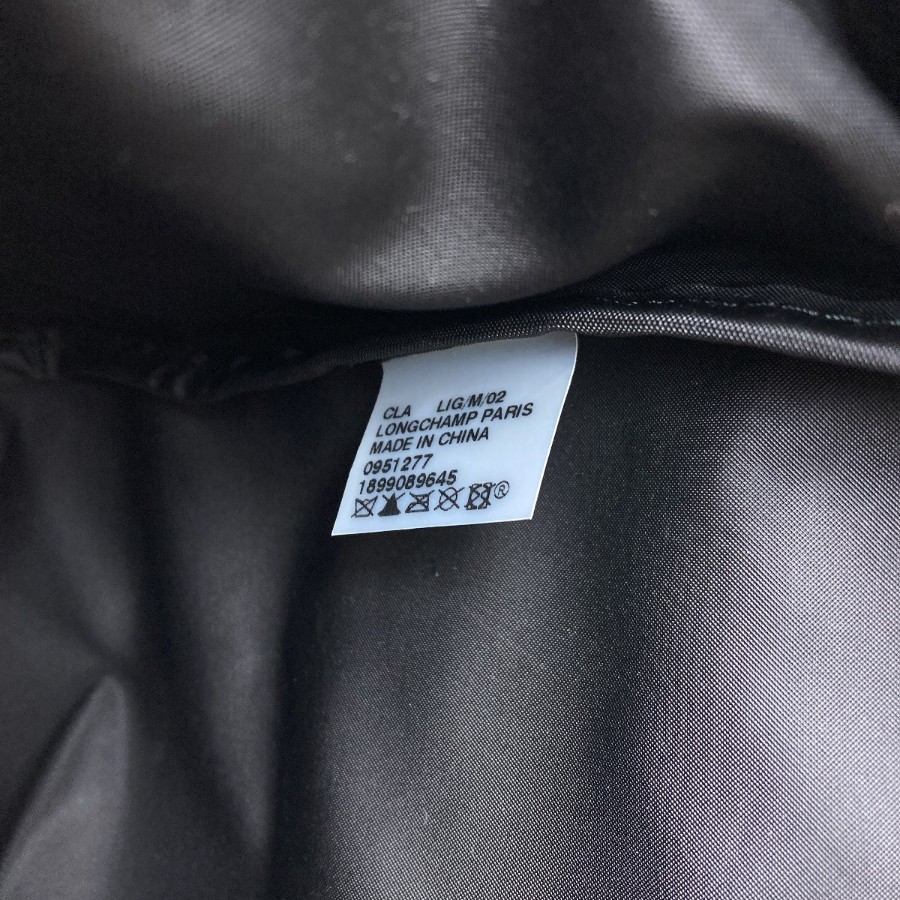 CLA LIG/M/02
LONGCHAMP PARIS
MADE IN CHINA
0951277
1899089645
®